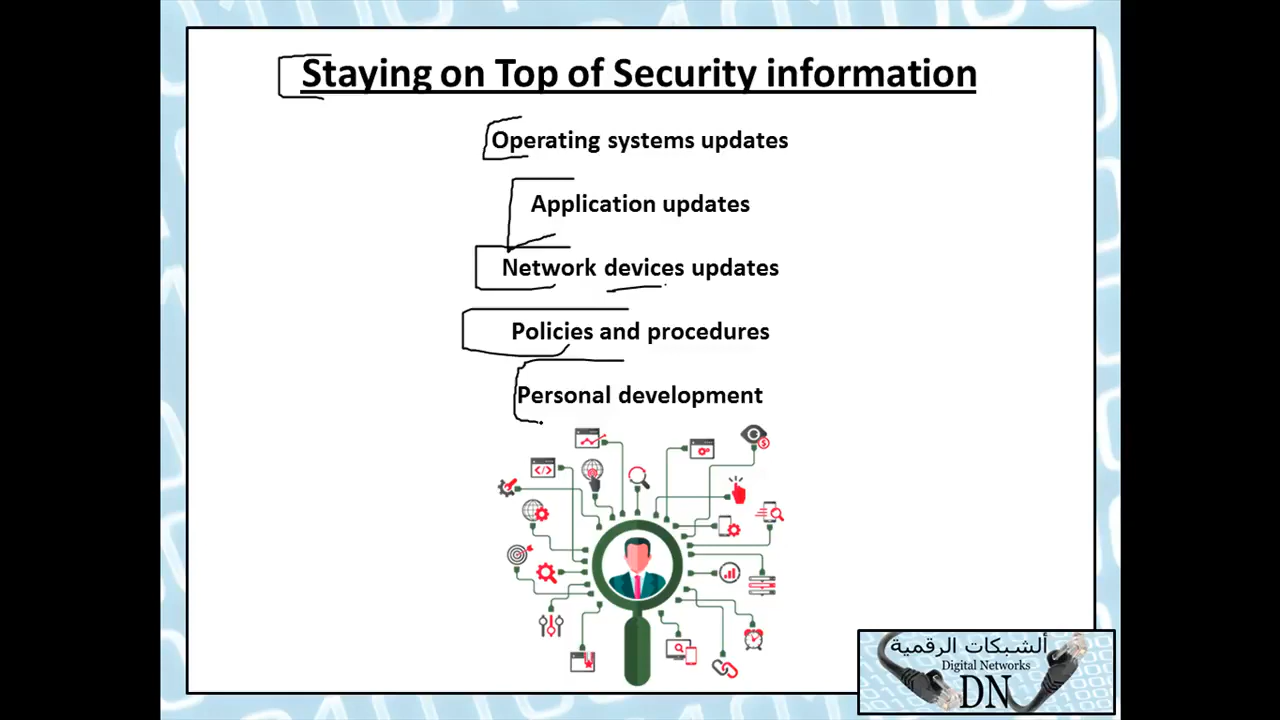 Staying on Top of Security information
Operating systems updates
Application updates
Network devices updates
Policies and procedures
Personal development
ألشبكات الرقمية
Digital Networks
DN